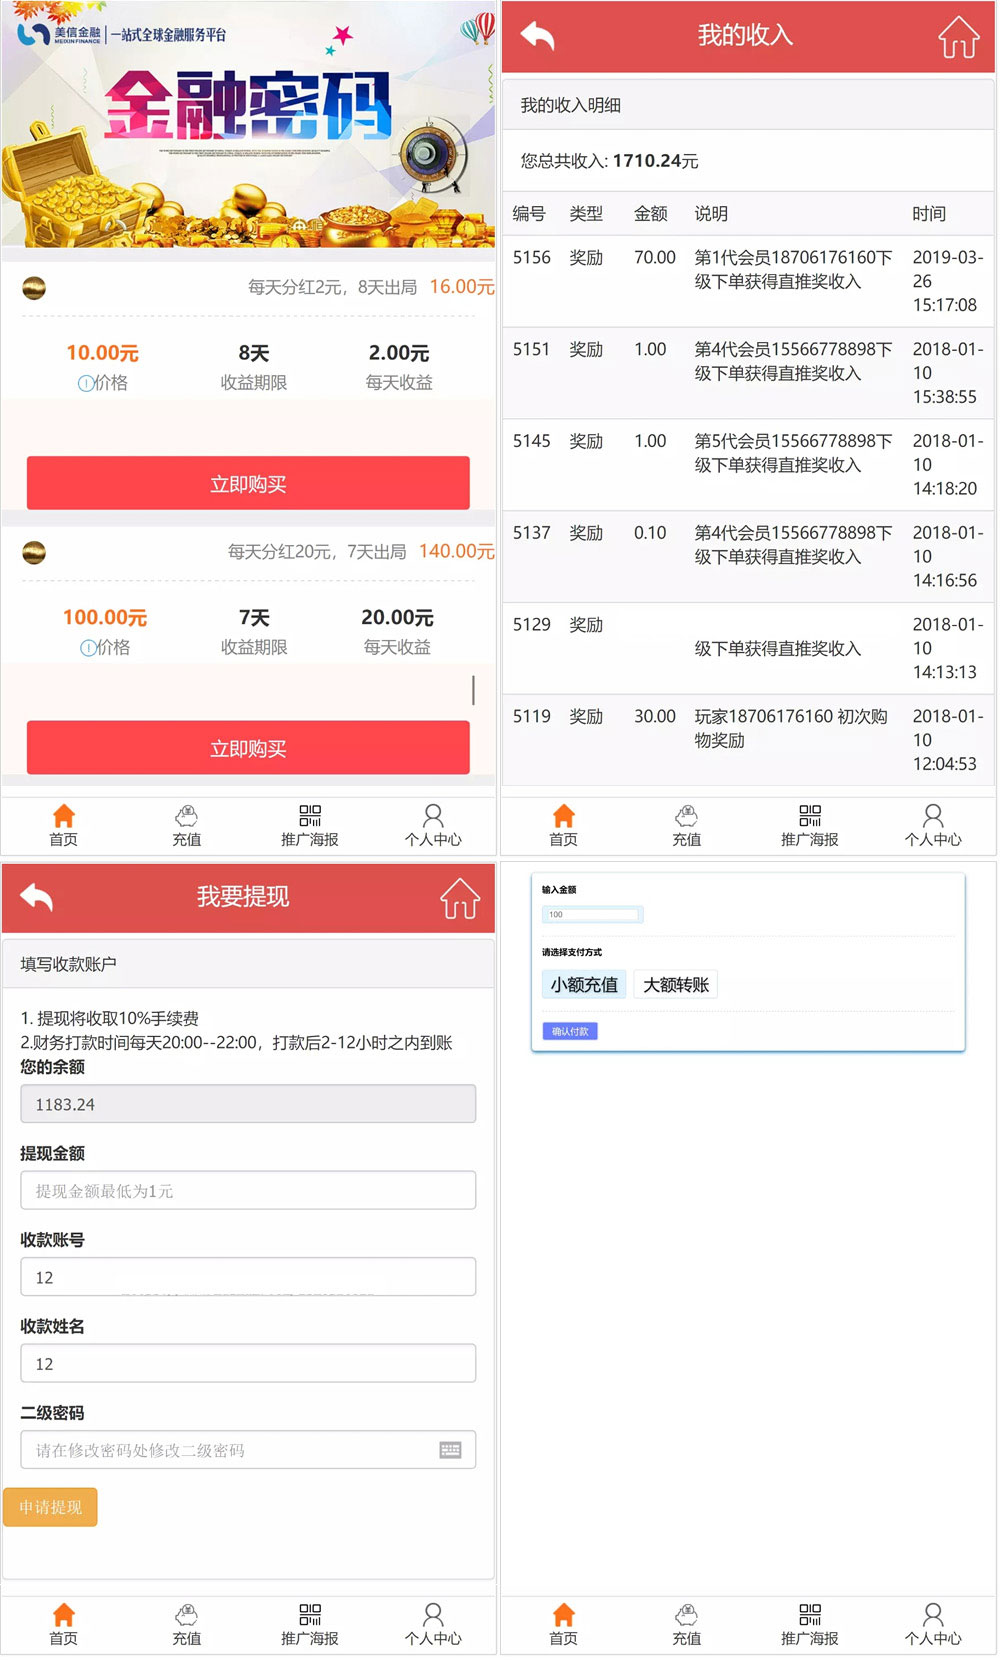 美信金融
MEIXIN FINANCE
一站式全球金融服务平台
金融密码
每天分红2元，8天出局 16.00元
10.00元 8天 2.00元
价格 收益期限 每天收益
立即购买
每天分红20元，7天出局 140.00元
100.00元 7天 20.00元
价格 收益期限 每天收益
立即购买
首页 充值 推广海报 个人中心
我的收入
我的收入明细
您总共收入: 1710.24元
编号 类型 金额 说明 时间
5156 奖励 70.00 第1代会员18706176160下 2019-03-
级下单获得直推奖收入 26
15:17:08
5151 奖励 1.00 第4代会员15566778898下 2018-01-
级下单获得直推奖收入 10
15:38:55
5145 奖励 1.00 第5代会员15566778898下 2018-01-
级下单获得直推奖收入 10
14:18:20
5137 奖励 0.10 第4代会员15566778898下 2018-01-
级下单获得直推奖收入 10
14:16:56
5129 奖励 2018-01-
级下单获得直推奖收入 10
14:13:13
5119 奖励 30.00 玩家18706176160 初次购 2018-01-
物奖励 10
12:04:53
首页 充值 推广海报 个人中心
我要提现
填写收款账户
1. 提现将收取10%手续费
2.财务打款时间每天20:00--22:00，打款后2-12小时之内到账
您的余额
1183.24
提现金额
提现金额最低为1元
收款账号
12
收款姓名
12
二级密码
请在修改密码处修改二级密码
申请提现
首页 充值 推广海报 个人中心
输入金额
100
请选择支付方式
小额充值 大额转账
确认付款
首页 充值 推广海报 个人中心